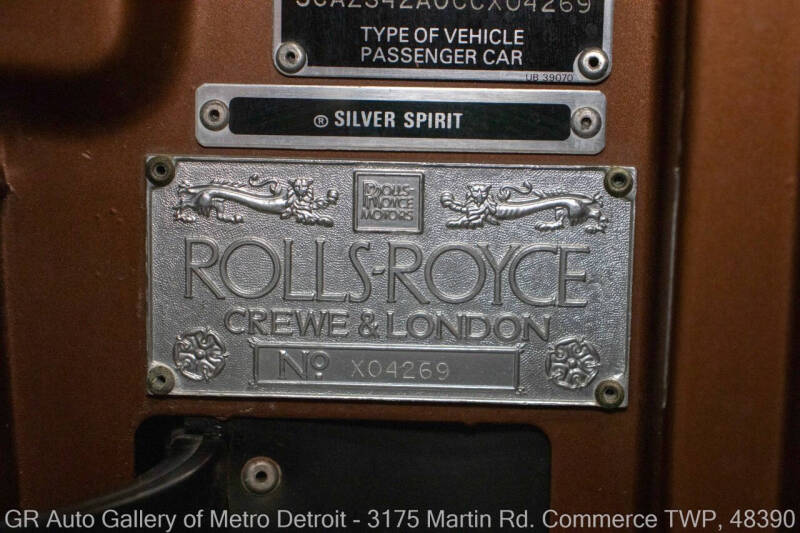 SCAZS42A0CCX04269
TYPE OF VEHICLE
PASSENGER CAR
UB 39070
® SILVER SPIRIT
ROLLS-
ROYCE
MOTORS
ROLLS-ROYCE
CREWE & LONDON
No X04269
GR Auto Gallery of Metro Detroit - 3175 Martin Rd. Commerce TWP, 48390